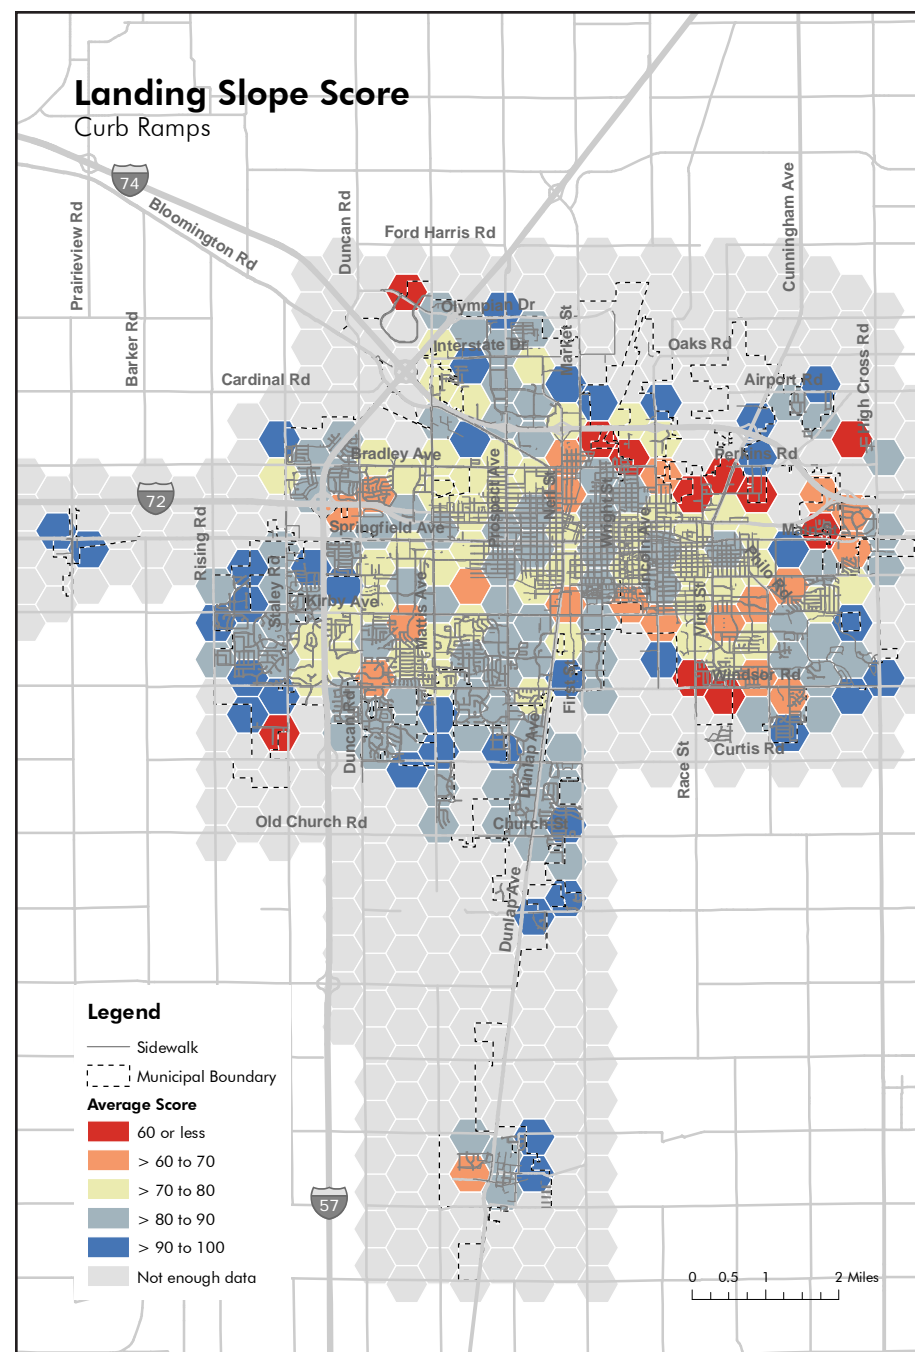 Landing Slope Score
Curb Ramps
74
Bloomington Rd
Prairieview Rd
Barker Rd
Duncan Rd
Ford Harris Rd
Cunningham Ave
Olympian Dr
Market St
Interstate Dr
Oaks Rd
Cardinal Rd
Airport Rd
High Cross Rd
Bradley Ave
Perkins Rd
72
Prospect Ave
Neil St
Wright St
Lincoln Ave
Springfield Ave
Rising Rd
Staley Rd
Philo Rd
Kirby Ave
Mattis Ave
Vine St
Windsor Rd
First St
Duncan Rd
Dunlap Ave
Race St
Curtis Rd
Old Church Rd
Church St
Dunlap Ave
57
Legend
Sidewalk
Municipal Boundary
Average Score
60 or less
> 60 to 70
> 70 to 80
> 80 to 90
> 90 to 100
Not enough data
0 0.5 1 2 Miles